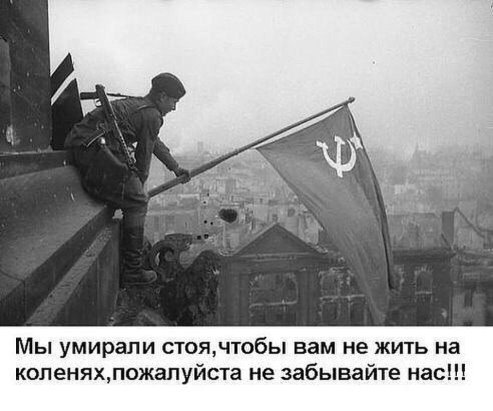 Мы умирали стоя,чтобы вам не жить на
коленях,пожалуйста не забывайте нас!!!